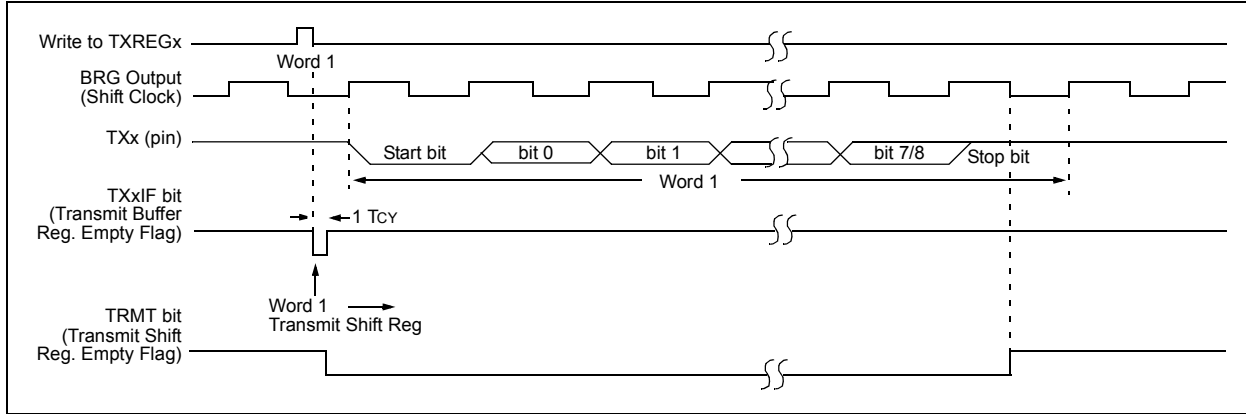 Write to TXREGx
Word 1
BRG Output
(Shift Clock)
TXx (pin)
Start bit
bit 0
bit 1
bit 7/8
Stop bit
Word 1
TXxIF bit
(Transmit Buffer
Reg. Empty Flag)
1 TCY
Word 1
Transmit Shift Reg
TRMT bit
(Transmit Shift
Reg. Empty Flag)